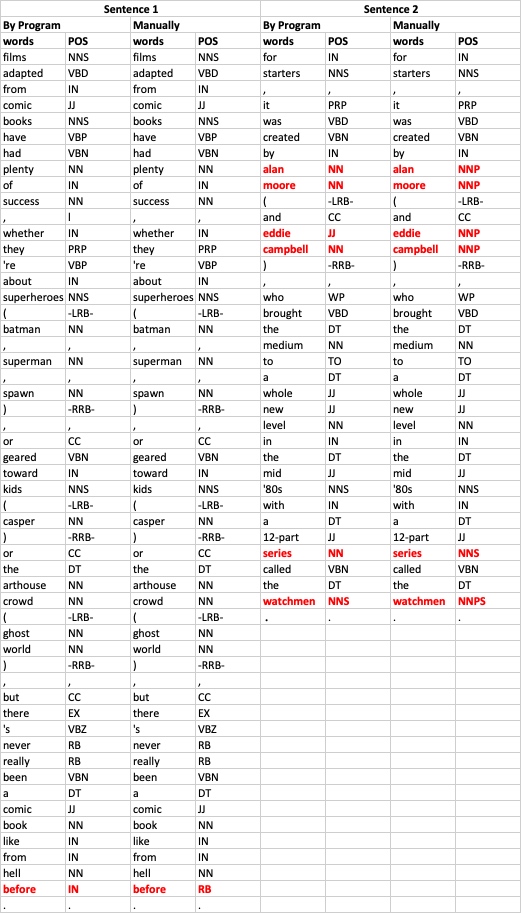 Sentence 1 Sentence 2
By Program Manually By Program Manually
words POS words POS words POS words POS
films NNS films NNS for IN for IN
adapted VBD adapted VBD starters NNS starters NNS
from IN from IN , , , ,
comic JJ comic JJ it PRP it PRP
books NNS books NNS was VBD was VBD
have VBP have VBP created VBN created VBN
had VBN had VBN by IN by IN
plenty NN plenty NN alan NN alan NNP
of IN of IN moore NN moore NNP
success NN success NN ( -LRB- ( -LRB-
, l , , and CC and CC
whether IN whether IN eddie JJ eddie NNP
they PRP they PRP campbell NN campbell NNP
're VBP 're VBP ) -RRB- ) -RRB-
about IN about IN , , , ,
superheroes NNS superheroes NNS who WP who WP
( -LRB- ( -LRB- brought VBD brought VBD
batman NN batman NN the DT the DT
, , , , medium NN medium NN
superman NN superman NN to TO to TO
, , , , a DT a DT
spawn NN spawn NN whole JJ whole JJ
) -RRB- ) -RRB- new JJ new JJ
, , , , level NN level NN
or CC or CC in IN in IN
geared VBN geared VBN the DT the DT
toward IN toward IN mid JJ mid JJ
kids NNS kids NNS '80s NNS '80s NNS
( -LRB- ( -LRB- with IN with IN
casper NN casper NN a DT a DT
) -RRB- ) -RRB- 12-part JJ 12-part JJ
or CC or CC series NN series NNS
the DT the DT called VBN called VBN
arthouse NN arthouse NN the DT the DT
crowd NN crowd NN watchmen NNS watchmen NNPS
( -LRB- ( -LRB- . . . .
ghost NN ghost NN
world NN world NN
) -RRB- ) -RRB-
, , , ,
but CC but CC
there EX there EX
's VBZ 's VBZ
never RB never RB
really RB really RB
been VBN been VBN
a DT a DT
comic JJ comic JJ
book NN book NN
like IN like IN
from IN from IN
hell NN hell NN
before IN before RB
. . . .